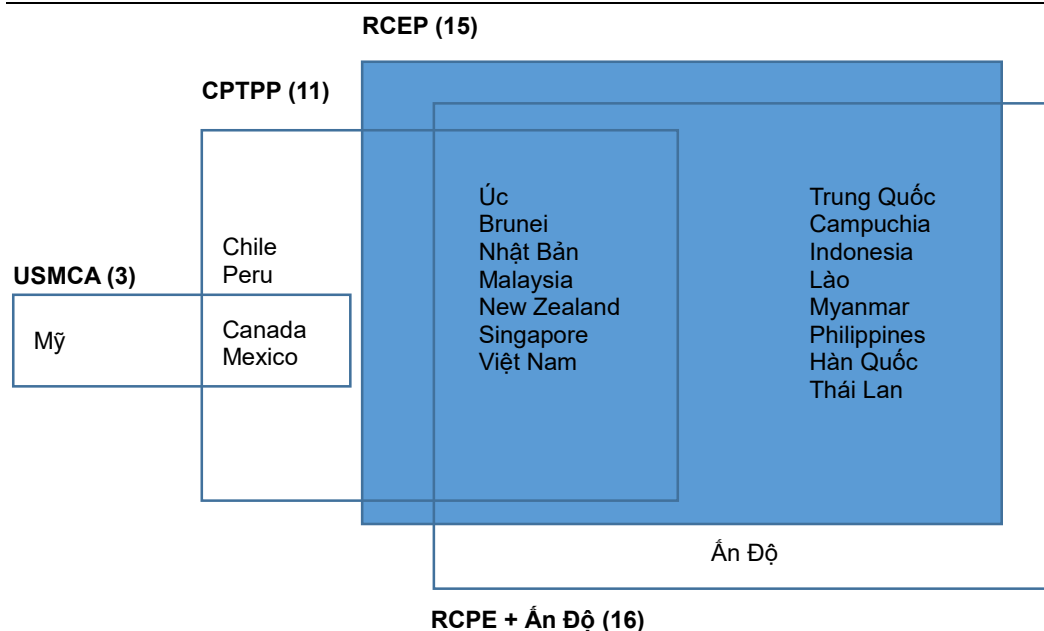 RCEP (15)
CPTPP (11)
USMCA (3)
Mỹ
Chile
Peru
Canada
Mexico
Úc
Brunei
Nhật Bản
Malaysia
New Zealand
Singapore
Việt Nam
Trung Quốc
Campuchia
Indonesia
Lào
Myanmar
Philippines
Hàn Quốc
Thái Lan
Ấn Độ
RCPE + Ấn Độ (16)